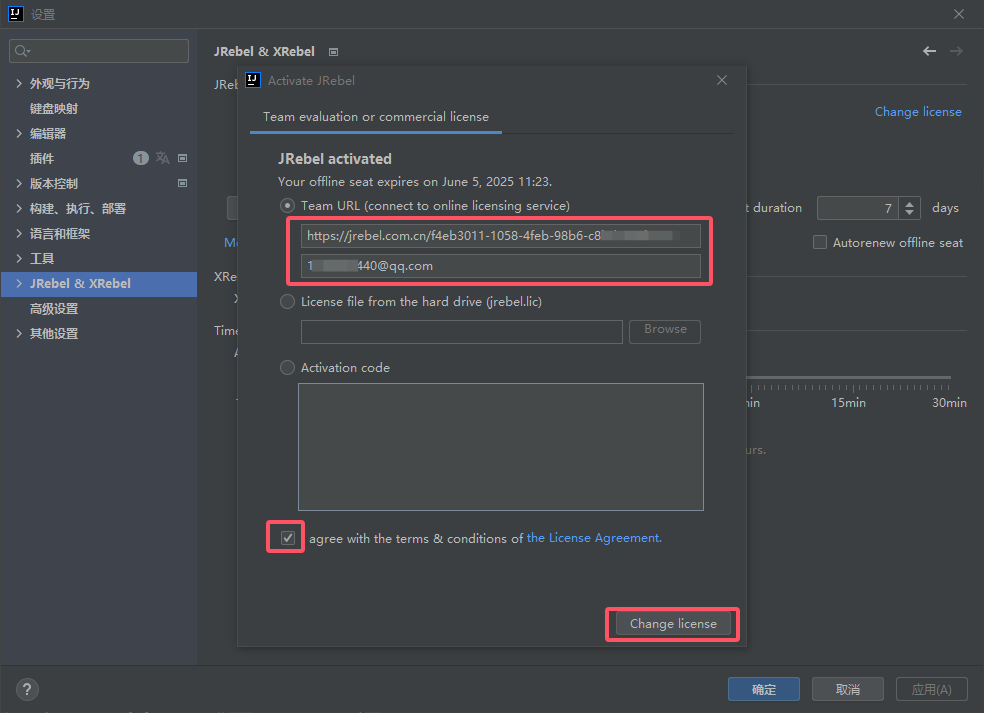 设置
JRebel & XRebel
JReb
Activate JRebel
外观与行为
键盘映射
编辑器
插件
1
版本控制
构建、执行、部署
语言和框架
工具
JRebel & XRebel
高级设置
其他设置
Change license
Team evaluation or commercial license
JRebel activated
Your offline seat expires on June 5, 2025 11:23.
Team URL (connect to online licensing service)
t duration
7
days
https://jrebel.com.cn/f4eb3011-1058-4feb-98b6-c8
Autorenew offline seat
440@qq.com
XRe
License file from the hard drive (jrebel.lic)
Time
Browse
Activation code
min
15min
30min
urs.
agree with the terms & conditions of the License Agreement.
Change license
?
确定
取消
应用(A)